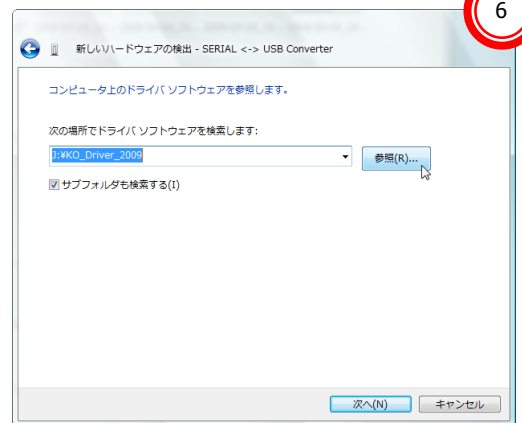 6
新しいハードウェアの検出 - SERIAL <-> USB Converter
コンピュータ上のドライバ ソフトウェアを参照します。
次の場所でドライバ ソフトウェアを検索します:
J:¥KO_Driver_2009
参照(R)...
サブフォルダも検索する(I)
次へ(N)
キャンセル